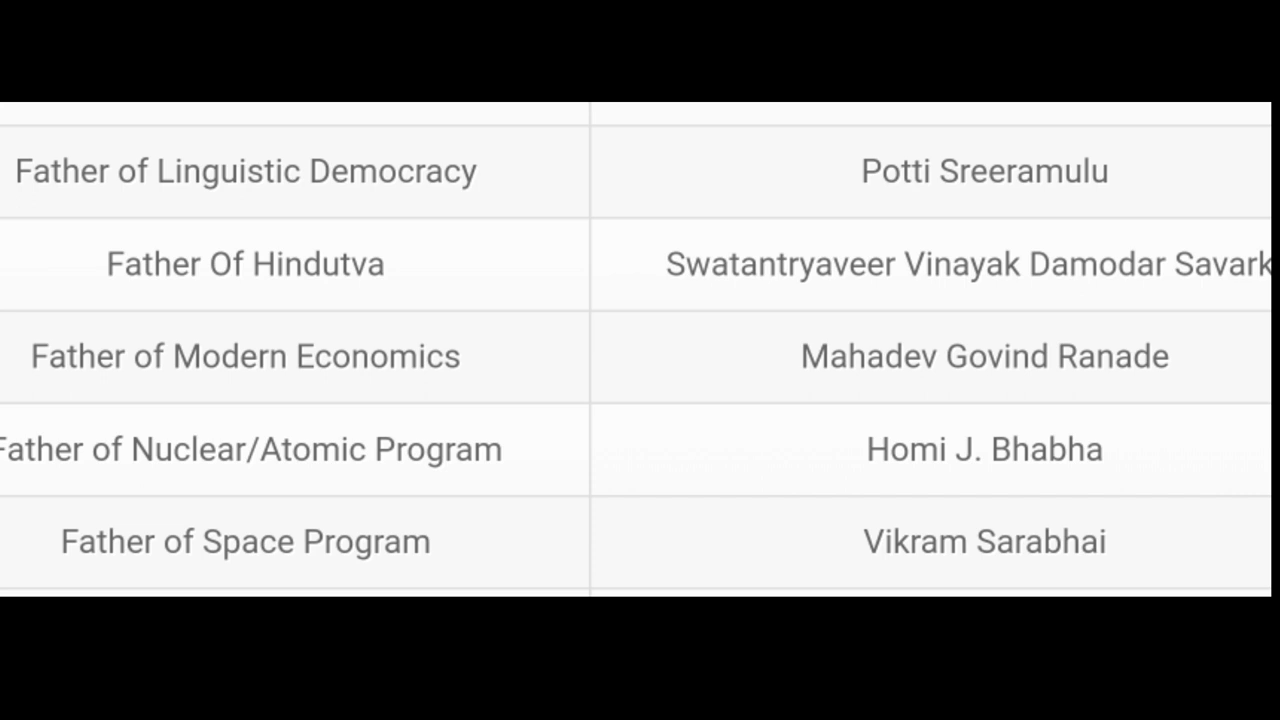 Father of Linguistic Democracy Potti Sreeramulu
Father Of Hindutva Swatantryaveer Vinayak Damodar Savark
Father of Modern Economics Mahadev Govind Ranade
Father of Nuclear/Atomic Program Homi J. Bhabha
Father of Space Program Vikram Sarabhai